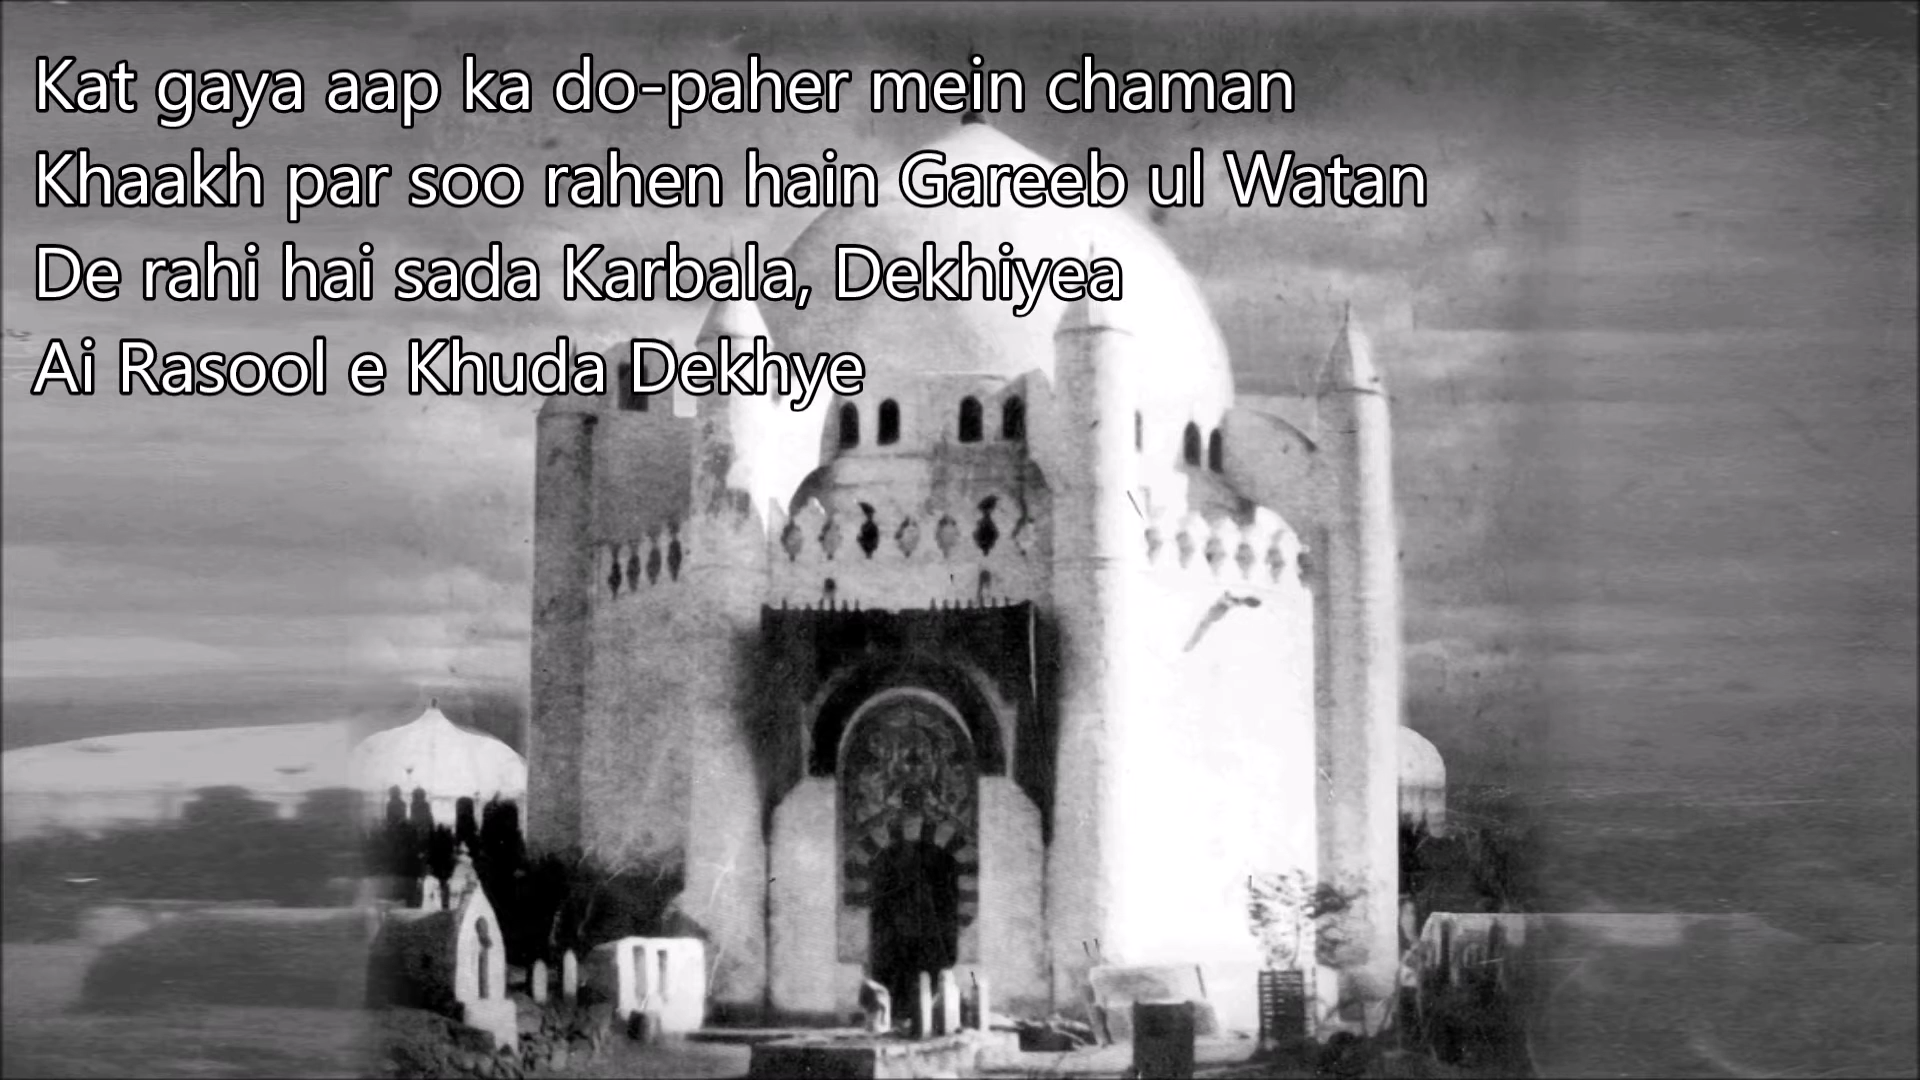 Kat gaya aap ka do-paher mein chaman
Khaakh par soo rahen hain Gareeb ul Watan
De rahi hai sada Karbala, Dekhiyea
Ai Rasool e Khuda Dekhye